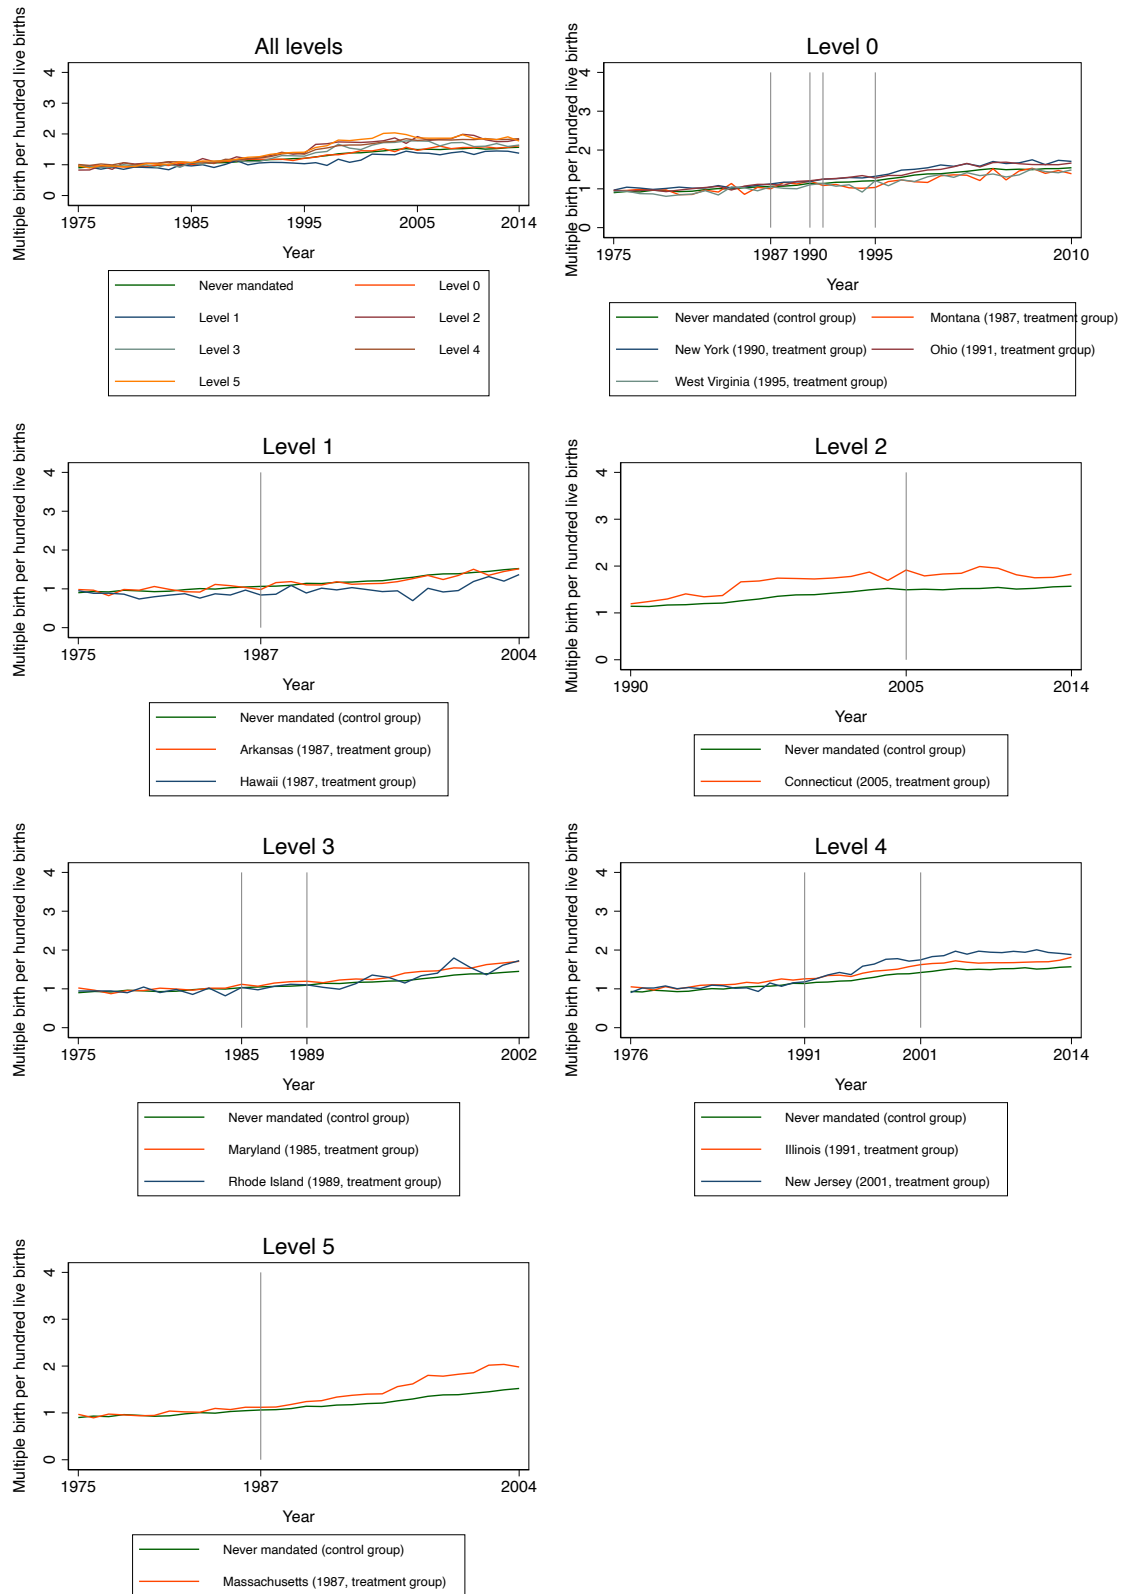 All levels
Multiple birth per hundred live births
4
3
2
1
0
1975 1985 1995 2005 2014
Year
Never mandated Level 0
Level 1 Level 2
Level 3 Level 4
Level 5
Level 0
Multiple birth per hundred live births
4
3
2
1
0
1975 1987 1990 1995 2010
Year
Never mandated (control group) Montana (1987, treatment group)
New York (1990, treatment group) Ohio (1991, treatment group)
West Virginia (1995, treatment group)
Level 1
Multiple birth per hundred live births
4
3
2
1
0
1975 1987 2004
Year
Never mandated (control group)
Arkansas (1987, treatment group)
Hawaii (1987, treatment group)
Level 2
Multiple birth per hundred live births
4
3
2
1
0
1990 2005 2014
Year
Never mandated (control group)
Connecticut (2005, treatment group)
Level 3
Multiple birth per hundred live births
4
3
2
1
0
1975 1985 1989 2002
Year
Never mandated (control group)
Maryland (1985, treatment group)
Rhode Island (1989, treatment group)
Level 4
Multiple birth per hundred live births
4
3
2
1
0
1976 1991 2001 2014
Year
Never mandated (control group)
Illinois (1991, treatment group)
New Jersey (2001, treatment group)
Level 5
Multiple birth per hundred live births
4
3
2
1
0
1975 1987 2004
Year
Never mandated (control group)
Massachusetts (1987, treatment group)